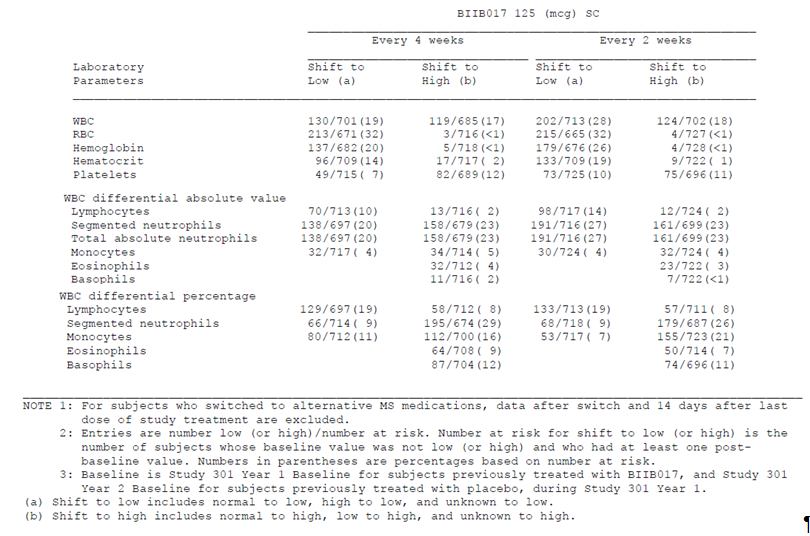 BIIB017 125 (mcg) SC
Every 4 weeks Every 2 weeks
Laboratory Shift to Shift to Shift to Shift to
Parameters Low (a) High (b) Low (a) High (b)
WBC 130/701(19) 119/685(17) 202/713(28) 124/702(18)
RBC 213/671(32) 3/716(<1) 215/665(32) 4/727(<1)
Hemoglobin 137/682(20) 5/718(<1) 179/676(26) 4/728(<1)
Hematocrit 96/709(14) 17/717( 2) 133/709(19) 9/722( 1)
Platelets 49/715( 7) 82/689(12) 73/725(10) 75/696(11)
WBC differential absolute value
Lymphocytes 70/713(10) 13/716( 2) 98/717(14) 12/724( 2)
Segmented neutrophils 138/697(20) 158/679(23) 191/716(27) 161/699(23)
Total absolute neutrophils 138/697(20) 158/679(23) 191/716(27) 161/699(23)
Monocytes 32/717( 4) 34/714( 5) 30/724( 4) 32/724( 4)
Eosinophils 32/712( 4) 23/722( 3)
Basophils 11/716( 2) 7/722(<1)
WBC differential percentage
Lymphocytes 129/697(19) 58/712( 8) 133/713(19) 57/711( 8)
Segmented neutrophils 66/714( 9) 195/674(29) 68/718( 9) 179/687(26)
Monocytes 80/712(11) 112/700(16) 53/717( 7) 155/723(21)
Eosinophils 64/708( 9) 50/714( 7)
Basophils 87/704(12) 74/696(11)
NOTE 1: For subjects who switched to alternative MS medications, data after switch and 14 days after last
dose of study treatment are excluded.
2: Entries are number low (or high)/number at risk. Number at risk for shift to low (or high) is the
number of subjects whose baseline value was not low (or high) and who had at least one post-
baseline value. Numbers in parentheses are percentages based on number at risk.
3: Baseline is Study 301 Year 1 Baseline for subjects previously treated with BIIB017, and Study 301
Year 2 Baseline for subjects previously treated with placebo, during Study 301 Year 1.
(a) Shift to low includes normal to low, high to low, and unknown to low.
(b) Shift to high includes normal to high, low to high, and unknown to high.
¶